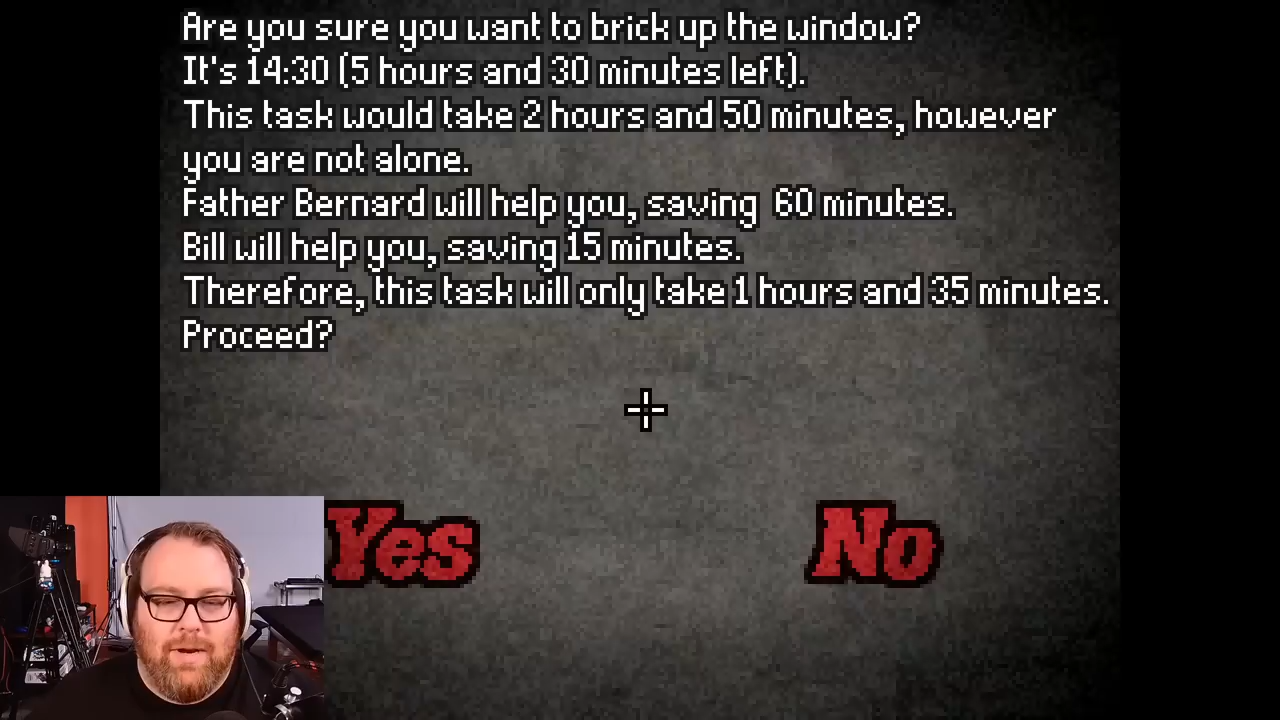 Are you sure you want to brick up the window?
It's 14:30 (5 hours and 30 minutes left).
This task would take 2 hours and 50 minutes, however
you are not alone.
Father Bernard will help you, saving  60 minutes.
Bill will help you, saving 15 minutes.
Therefore, this task will only take 1 hours and 35 minutes.
Proceed?
Yes No